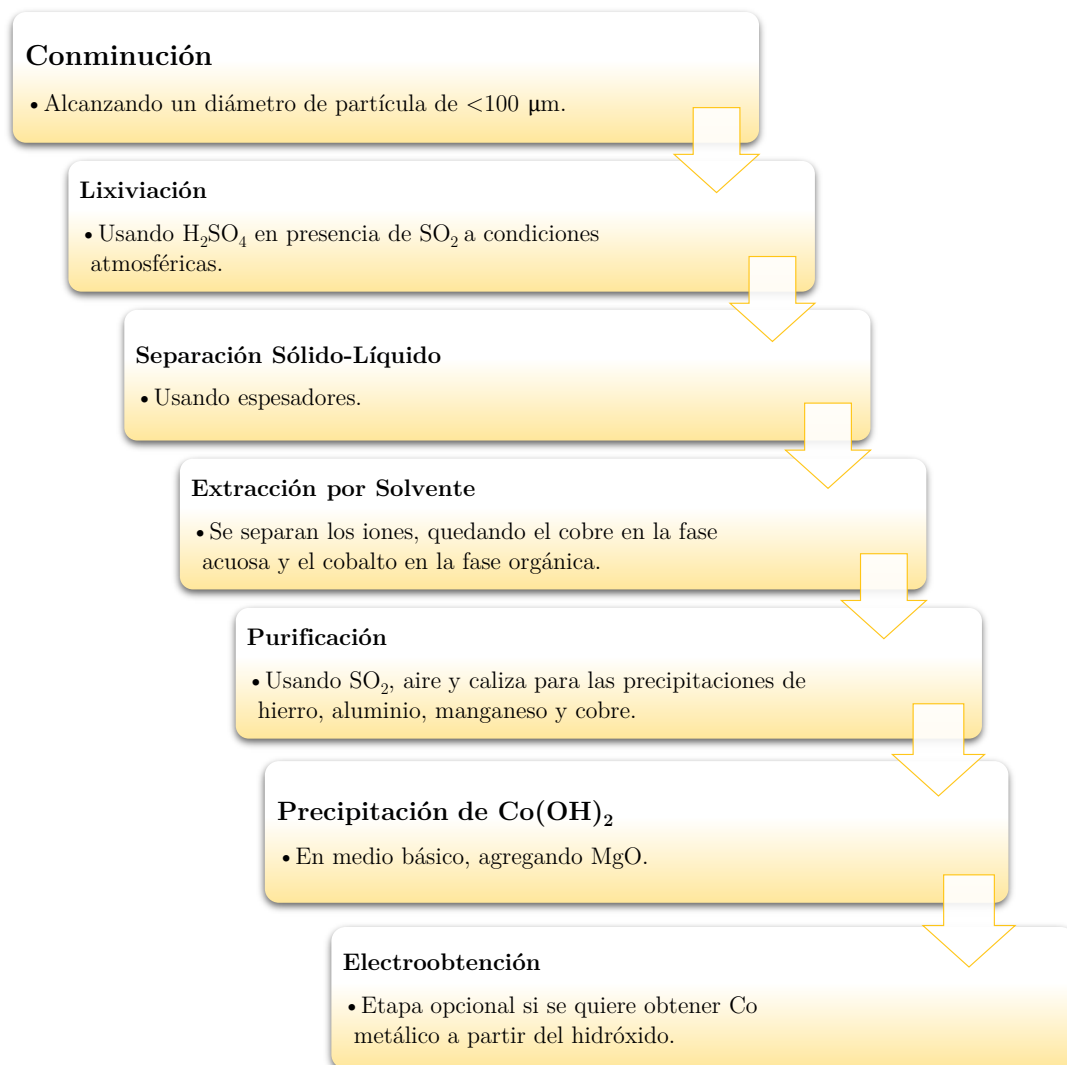 Conminución
• Alcanzando un diámetro de partícula de <100 μm.
Lixiviación
• Usando H₂SO₄ en presencia de SO₂ a condiciones
atmosféricas.
Separación Sólido-Líquido
• Usando espesadores.
Extracción por Solvente
• Se separan los iones, quedando el cobre en la fase
acuosa y el cobalto en la fase orgánica.
Purificación
• Usando SO₂, aire y caliza para las precipitaciones de
hierro, aluminio, manganeso y cobre.
Precipitación de Co(OH)₂
• En medio básico, agregando MgO.
Electroobtención
• Etapa opcional si se quiere obtener Co
metálico a partir del hidróxido.